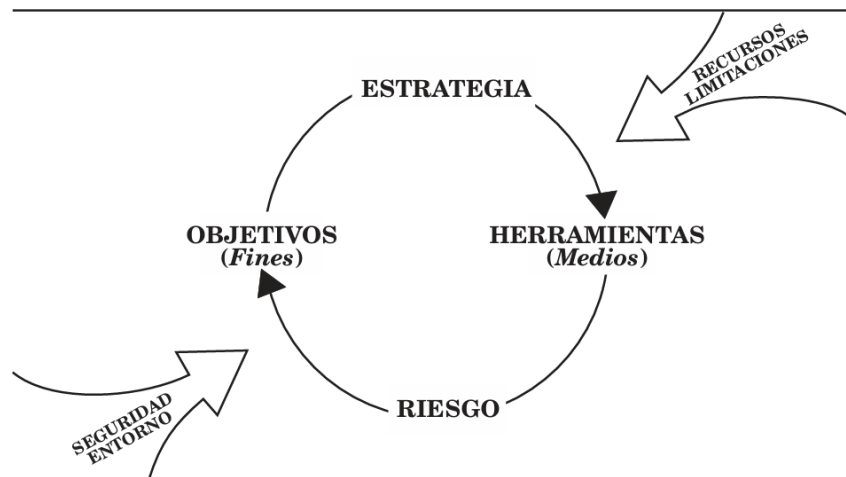 RECURSOS
LIMITACIONES
ESTRATEGIA
OBJETIVOS
(Fines)
HERRAMIENTAS
(Medios)
RIESGO
SEGURIDAD
ENTORNO